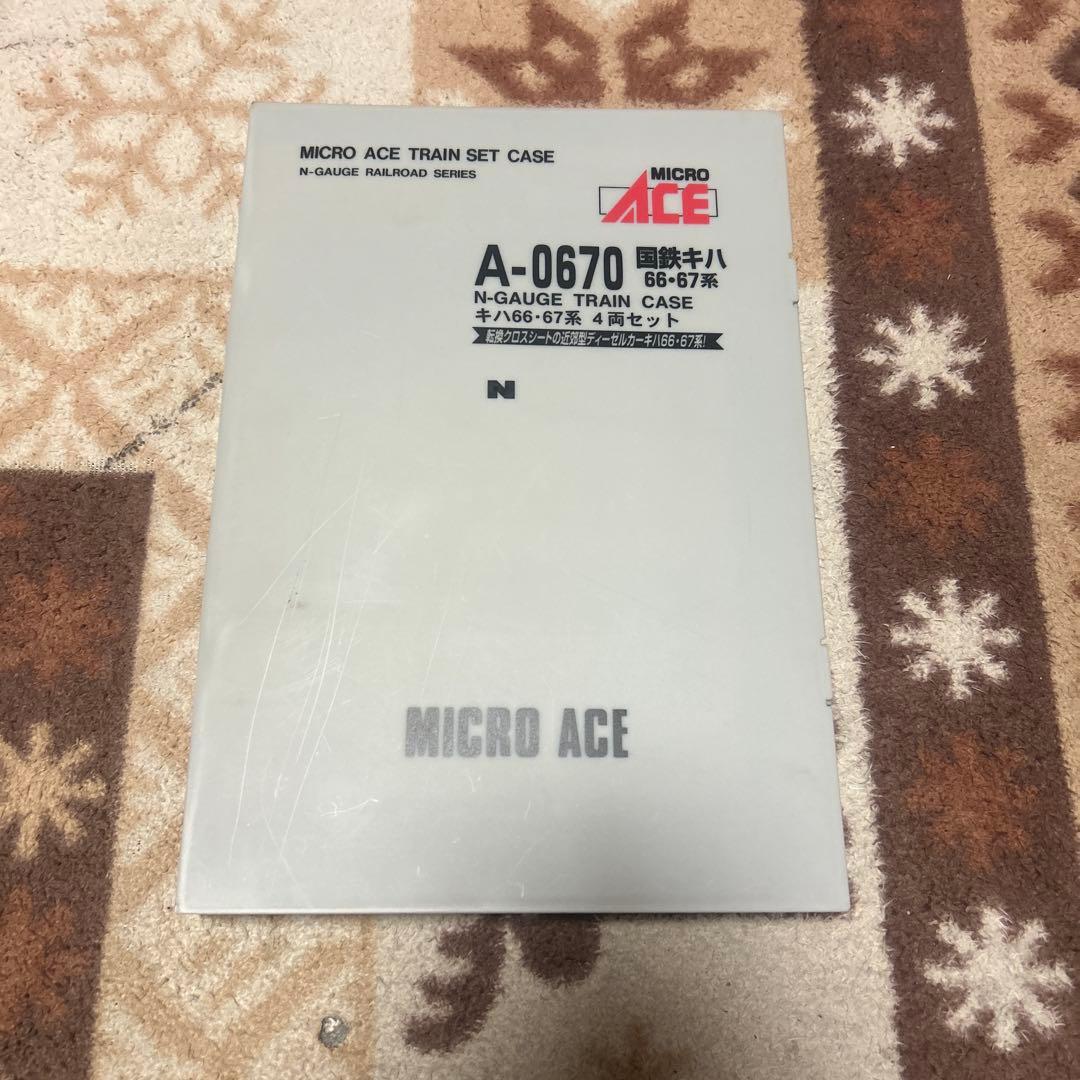 MICRO ACE TRAIN SET CASE
N-GAUGE RAILROAD SERIES
MICRO
ACE
A-0670 国鉄キハ
66・67系
N-GAUGE TRAIN CASE
キハ66・67系 4両セット
転換クロスシートの近郊型ディーゼルカーキハ66・67系!
N
MICRO ACE